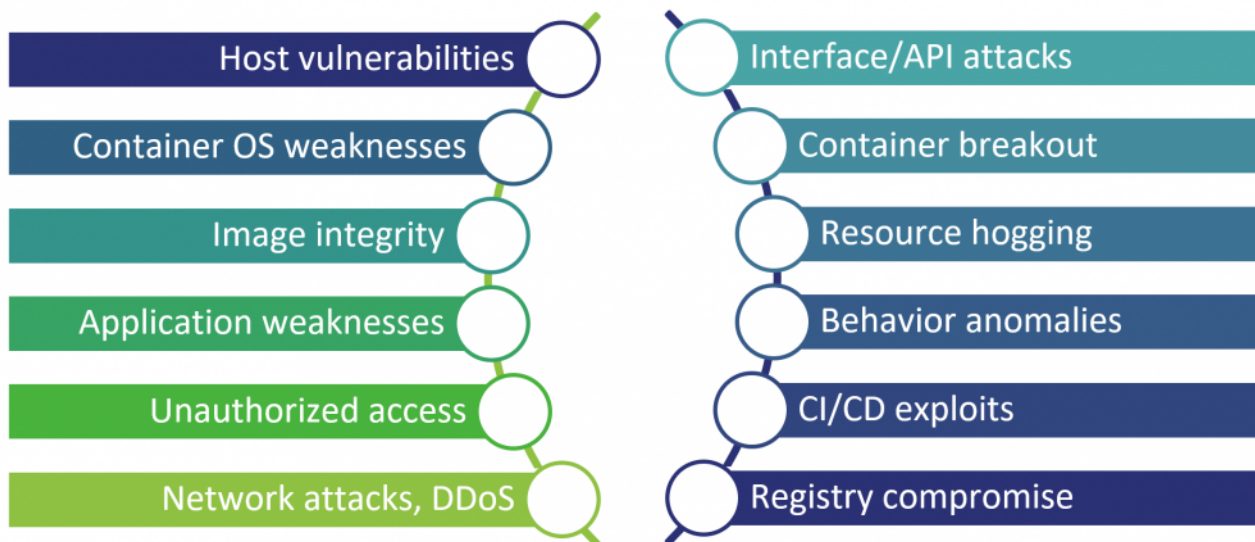 Host vulnerabilities
Container OS weaknesses
Image integrity
Application weaknesses
Unauthorized access
Network attacks, DDoS
Interface/API attacks
Container breakout
Resource hogging
Behavior anomalies
CI/CD exploits
Registry compromise